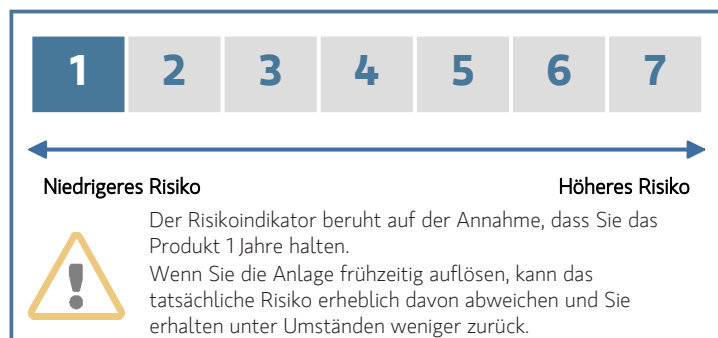 1 2 3 4 5 6 7
Niedrigeres Risiko Höheres Risiko
Der Risikoindikator beruht auf der Annahme, dass Sie das
Produkt 1 Jahre halten.
Wenn Sie die Anlage frühzeitig auflösen, kann das
tatsächliche Risiko erheblich davon abweichen und Sie
erhalten unter Umständen weniger zurück.